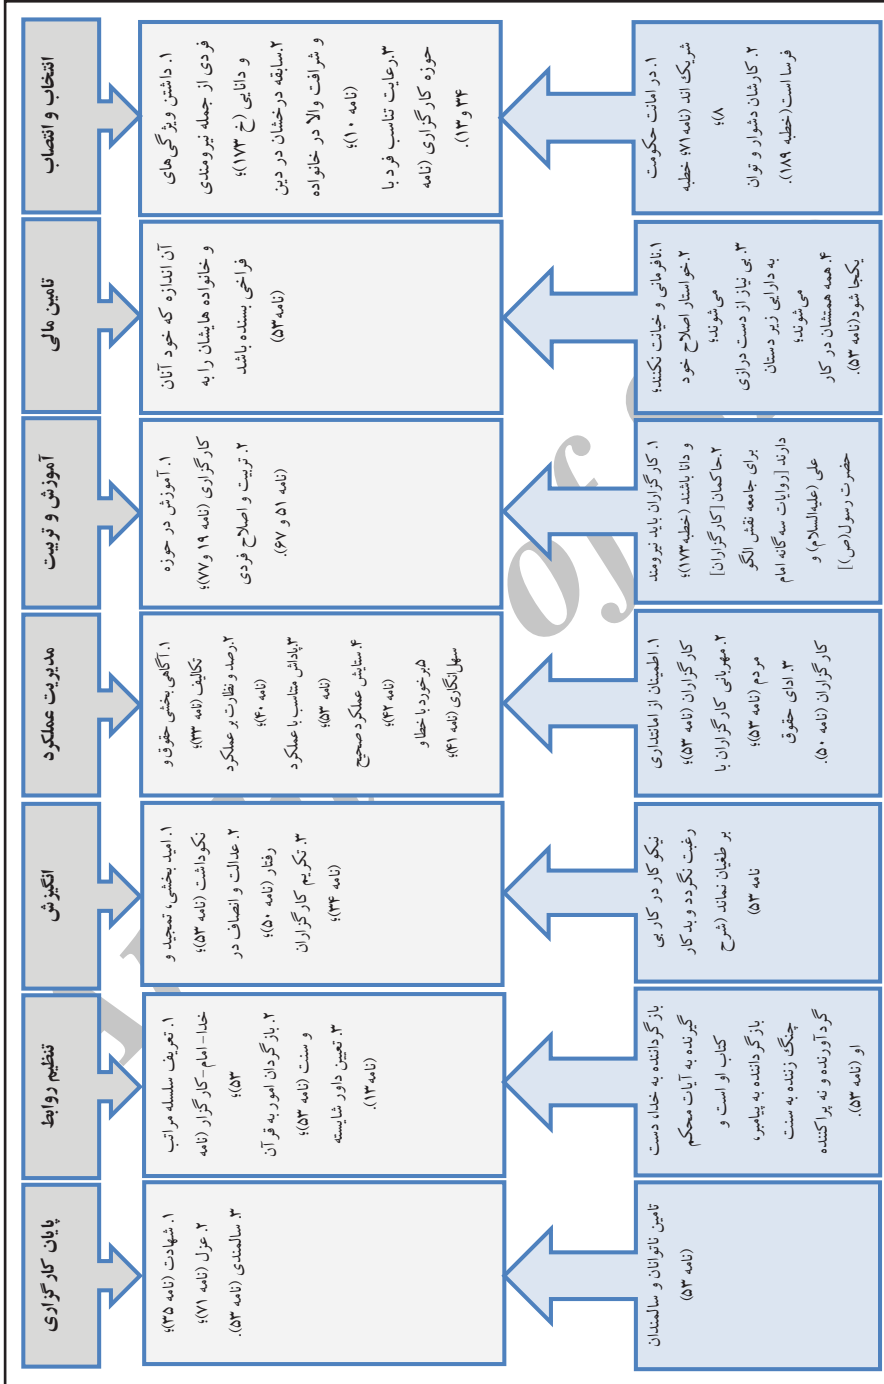 انتخاب و انتصاب
۱. داشتن ویژگی‌های
فردی از جمله نیرومندی
و دانایی (خ ۱۷۳)؛
۲.سابقه درخشان در دین
و شرافت والا در خانواده
(نامه ۱۰)؛
۳.رعایت تناسب فرد با
حوزه کارگزاری (نامه
۳۴ و ۱۳).
۱. در امانت حکومت
شریک اند (نامه ۷۱؛ خطبه
۸)؛
۲. کارشان دشوار و توان
فرسا است(خطبه ۱۸۹).
تامین مالی
آن اندازه که خود آنان
و خانواده هایشان را به
فراخی بسنده باشد
(نامه ۵۳)
۱.نافرمانی و خیانت نکنند؛
۲.خواستار اصلاح خود
می‌شوند؛
۳. بی نیاز از دست درازی
به دارایی زیر دستان
می‌شوند؛
۴. همه همتشان در کار
یکجا شود(نامه ۵۳).
آموزش و تربیت
۱. آموزش در حوزه
کارگزاری (نامه ۱۹ و۷۷)؛
۲. تربیت و اصلاح فردی
(نامه ۵۱ و ۶۷).
۱. کارگزاران باید نیرومند
و دانا باشند (خطبه۱۷۳)؛
۲.حاکمان [کارگزاران]
برای جامعه نقش الگو
دارند [روایات سه گانه امام
علی (علیه‌السلام) و
حضرت رسول(ص)]
مدیریت عملکرد
۱. آگاهی بخشی حقوق و
تکالیف (نامه ۳۳)؛
۲.رصد و نظارت بر عملکرد
(نامه ۴۰)؛
۳.پاداش متناسب با عملکرد
(نامه ۵۳)؛
۴.ستایش عملکرد صحیح
(نامه ۴۲)؛
۵.برخورد با خطا و
سهل‌انگاری (نامه ۴۱)؛
۱. اطمینان از امانتداری
کارگزاران (نامه ۵۳)؛
۲. مهربانی کارگزاران با
مردم (نامه ۵۳)؛
۳. ادای حقوق
کارگزاران (نامه ۵۰).
انگیزش
۱. امید بخشی، تمجید و
نکوداشت (نامه ۵۳)؛
۲. عدالت و انصاف در
رفتار (نامه ۵۰)؛
۳. تکریم کارگزاران
(نامه ۳۴)؛
نیکوکار در کار بی
رغبت نگردد و بدکار
بر طغیان نماند (شرح
نامه ۵۳)
تنظیم روابط
۱. تعریف سلسله مراتب
خدا-امام-کارگزار (نامه
۵۳)؛
۲. باز گردان امور به قرآن
و سنت (نامه ۵۳)؛
۳. تعیین داور شایسته
(نامه۱۳).
باز گرداننده به خدا، دست
گیرنده به آیات محکم
کتاب او است و
بازگرداننده به پیامبر،
چنگ زننده به سنت
گردآورنده و نه پراکننده
او (نامه ۵۳).
پایان کارگزاری
۱. شهادت (نامه ۳۵)؛
۲. عزل (نامه ۷۱)؛
۳. سالمندی (نامه ۵۳).
تامین ناتوانان و سالمندان
(نامه ۵۳)
of